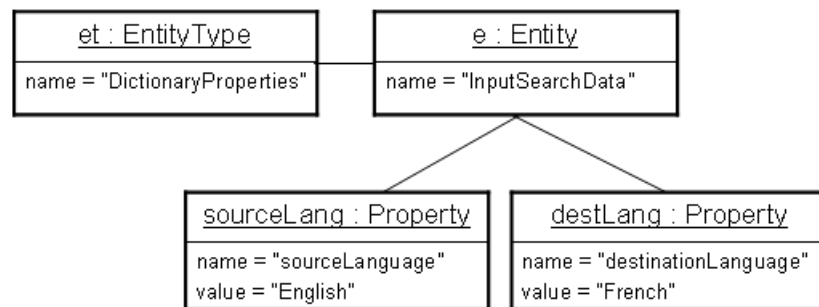 et : EntityType
name = "DictionaryProperties"
e : Entity
name = "InputSearchData"
sourceLang : Property
name = "sourceLanguage"
value = "English"
destLang : Property
name = "destinationLanguage"
value = "French"